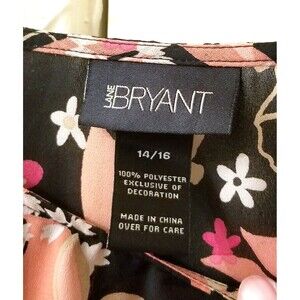 LANE BRYANT
14/16
100% POLYESTER
EXCLUSIVE OF
DECORATION
MADE IN CHINA
OVER FOR CARE